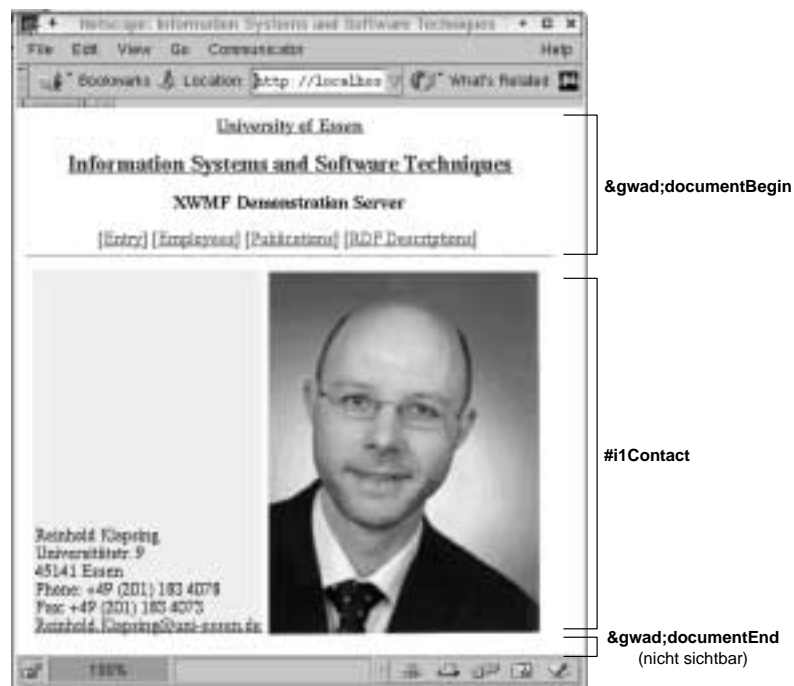 Netscape: Information Systems and Software Techniques
File Edit View Go Communicator Help
Bookmarks Location: http://localhos What's Related
University of Essen
Information Systems and Software Techniques
XWMF Demonstration Server
[Entry] [Employees] [Publications] [RDF Descriptions]
&gwad;documentBegin
#i1Contact
Reinhold Klapsing
Universitätstr. 9
45141 Essen
Phone: +49 (201) 183 4078
Fax: +49 (201) 183 4073
Reinhold.Klapsing@uni-essen.de
&gwad;documentEnd
(nicht sichtbar)
100%